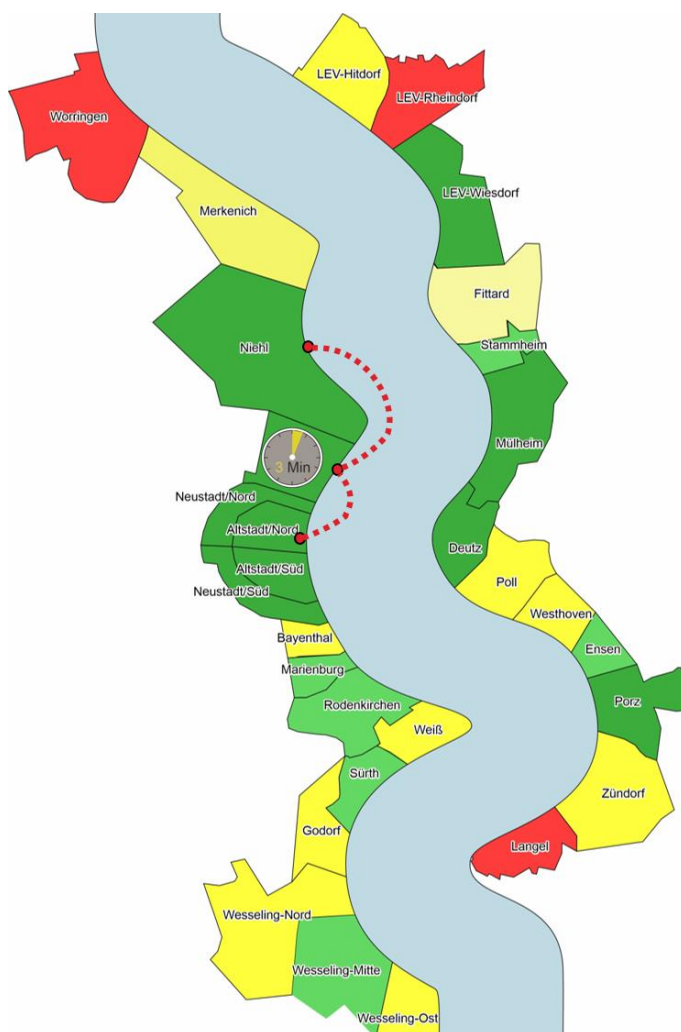 LEV-Hitdorf
LEV-Rheindorf
Worringen
LEV-Wiesdorf
Merkenich
Fittard
Stammheim
Niehl
Mülheim
3 Min
Neustadt/Nord
Altstadt/Nord
Deutz
Altstadt/Süd
Poll
Neustadt/Süd
Westhoven
Bayenthal
Ensen
Marienburg
Porz
Rodenkirchen
Weiß
Sürth
Zündorf
Godorf
Langel
Wesseling-Nord
Wesseling-Mitte
Wesseling-Ost